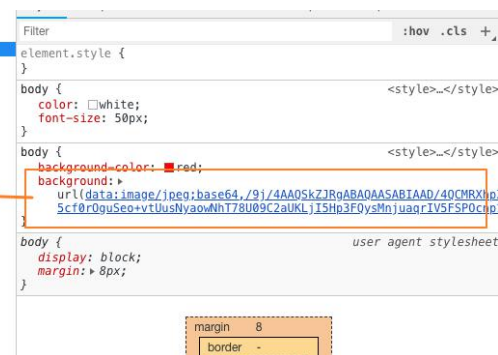 Filter :hov .cls +
element.style {
}
body { <style>…</style>
color: white;
font-size: 50px;
}
body { <style>…</style>
background-color: red;
background:
url(data:image/jpeg;base64,/9j/4AAQSkZJRgABAQAASABIAAD/4QCMRXhpZ
5cf0rOguSeo+vtUusNyaowNhT78U09C2aUKLjI5Hp3FQysMnjuaqrIV5FSPOcnp
}
body { user agent stylesheet
display: block;
margin: 8px;
}
margin 8
border -